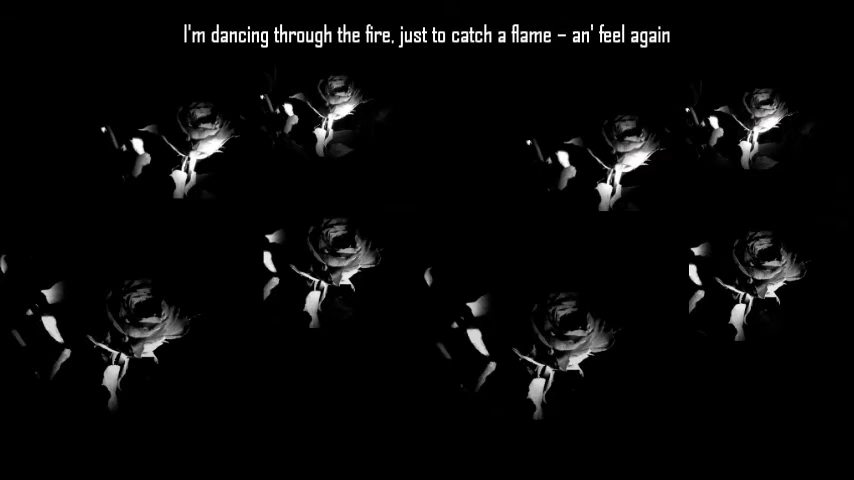 I'm dancing through the fire, just to catch a flame – an' feel again